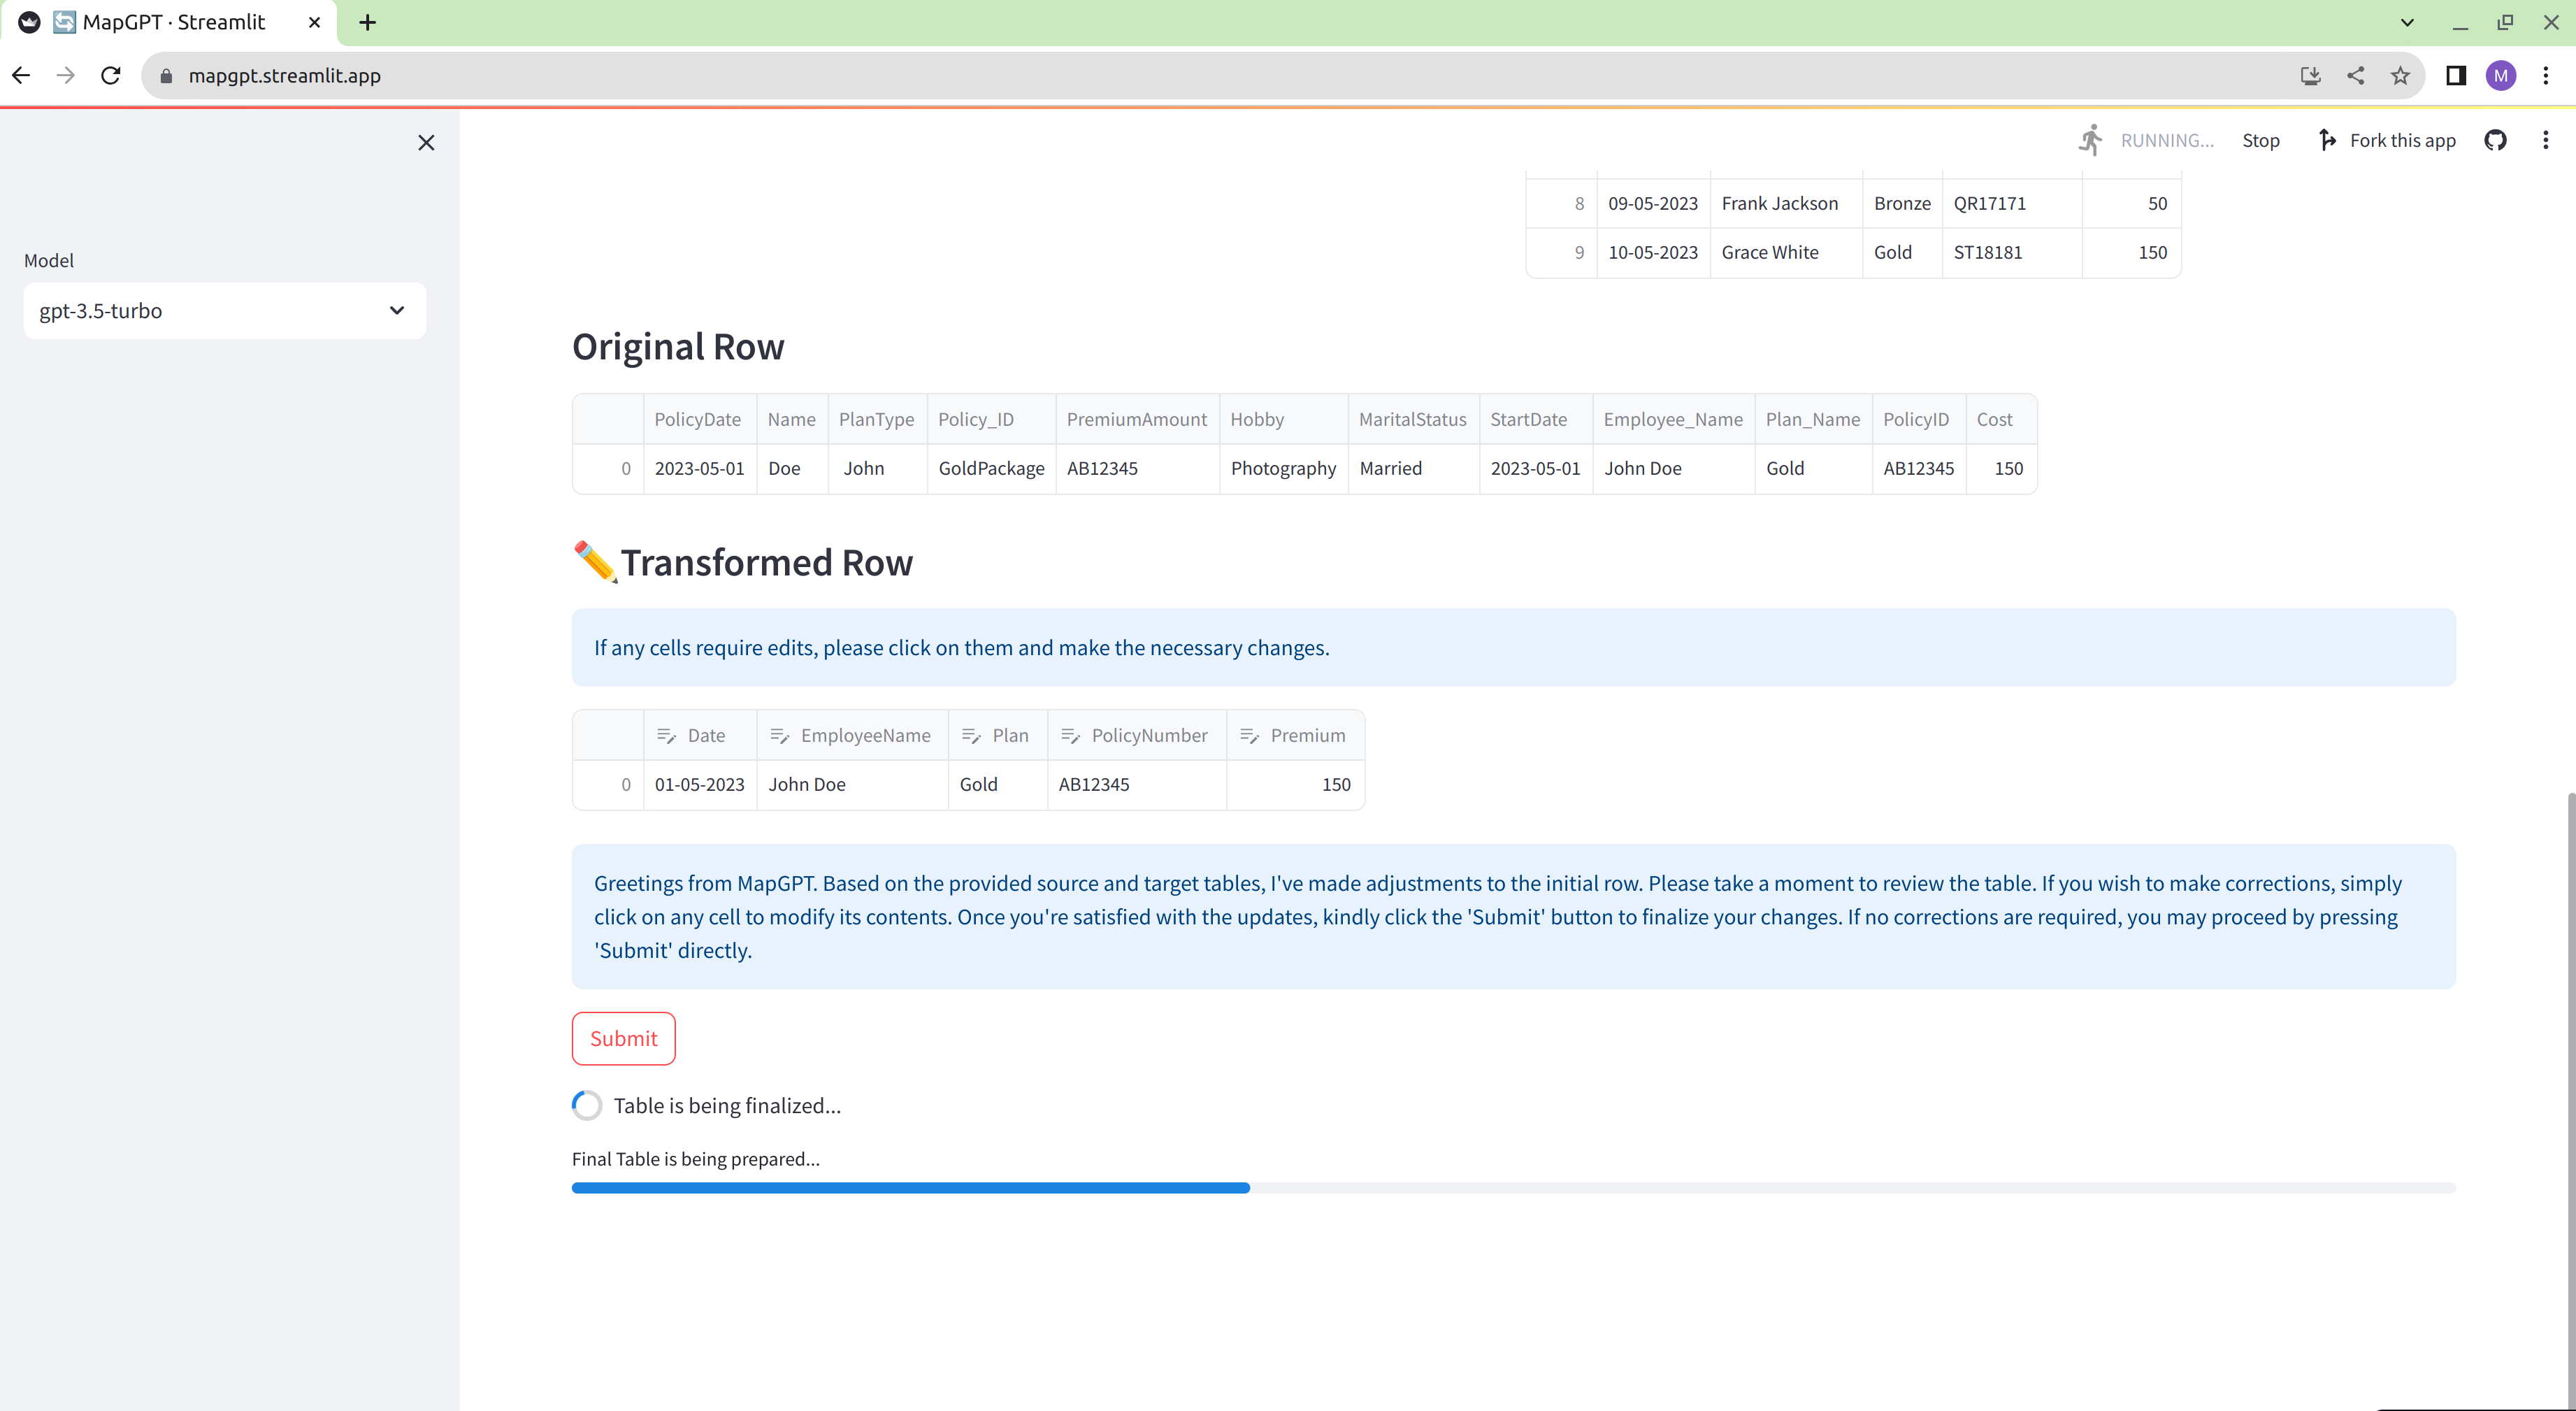 MapGPT · Streamlit
mapgpt.streamlit.app
M
RUNNING...
Stop
Fork this app
Model
gpt-3.5-turbo
8 09-05-2023 Frank Jackson Bronze QR17171 50
9 10-05-2023 Grace White Gold ST18181 150
Original Row
PolicyDate Name PlanType Policy_ID PremiumAmount Hobby MaritalStatus StartDate Employee_Name Plan_Name PolicyID Cost
0 2023-05-01 Doe John GoldPackage AB12345 Photography Married 2023-05-01 John Doe Gold AB12345 150
Transformed Row
If any cells require edits, please click on them and make the necessary changes.
Date EmployeeName Plan PolicyNumber Premium
0 01-05-2023 John Doe Gold AB12345 150
Greetings from MapGPT. Based on the provided source and target tables, I've made adjustments to the initial row. Please take a moment to review the table. If you wish to make corrections, simply
click on any cell to modify its contents. Once you're satisfied with the updates, kindly click the 'Submit' button to finalize your changes. If no corrections are required, you may proceed by pressing
'Submit' directly.
Submit
Table is being finalized...
Final Table is being prepared...